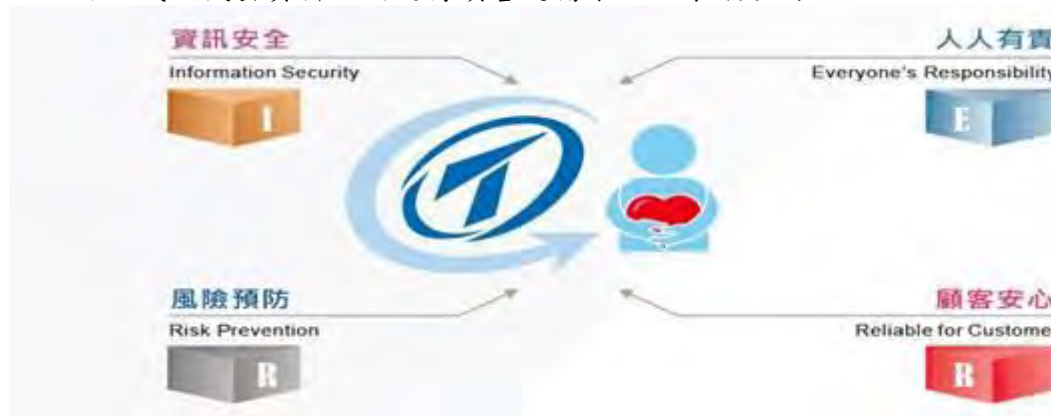 資訊安全
Information Security
I
人人有責
Everyone's Responsibility
E
T
風險預防
Risk Prevention
R
顧客安心
Reliable for Custome
R